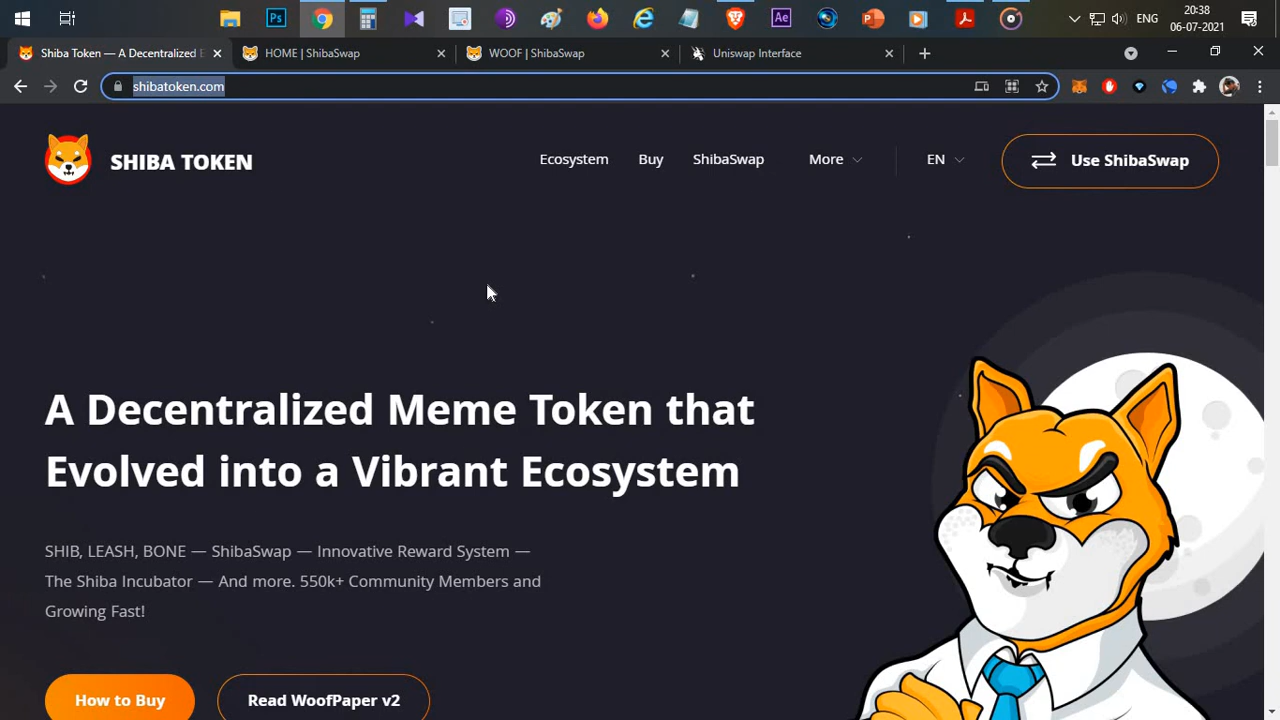 20:38
ENG
06-07-2021
Shiba Token — A Decentralized E
HOME | ShibaSwap
WOOF | ShibaSwap
Uniswap Interface
shibatoken.com
SHIBA TOKEN
Ecosystem
Buy
ShibaSwap
More
EN
Use ShibaSwap
A Decentralized Meme Token that
Evolved into a Vibrant Ecosystem
SHIB, LEASH, BONE — ShibaSwap — Innovative Reward System —
The Shiba Incubator — And more. 550k+ Community Members and
Growing Fast!
How to Buy
Read WoofPaper v2
Ps
Ae